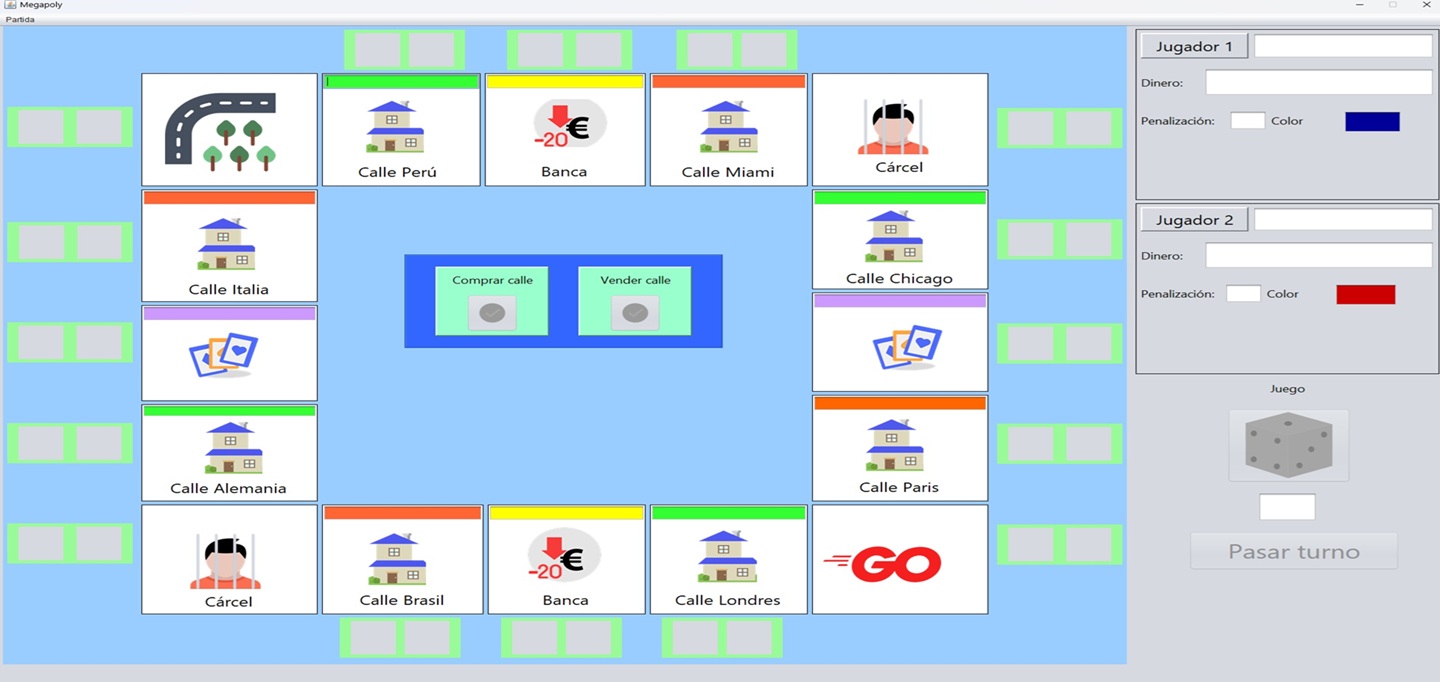 Megapoly
Partida
Jugador 1
Dinero:
Penalización:
Color
Jugador 2
Dinero:
Penalización:
Color
Juego
Pasar turno
Calle Perú
-20 €
Banca
Calle Miami
Cárcel
Calle Italia
Calle Chicago
Comprar calle
Vender calle
Calle Alemania
Calle Paris
Cárcel
Calle Brasil
-20 €
Banca
Calle Londres
GO